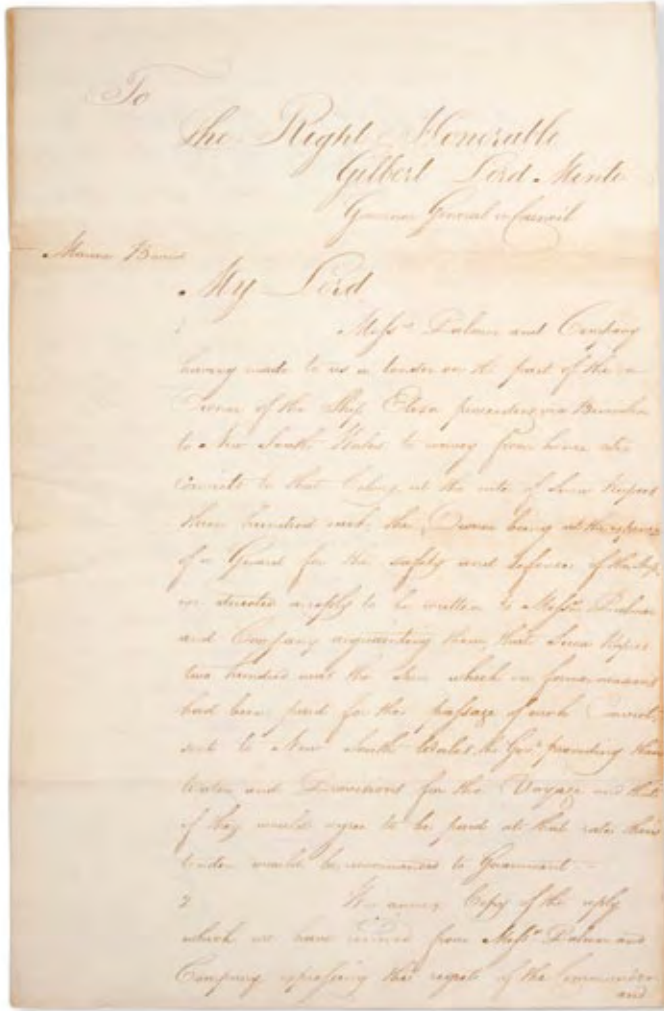 To
The Right Honorable
Gilbert Lord Minto
Governor General in Council
Marine Board
My Lord
Messrs Palmer and Company
having made to us a tender on the part of the
Owner of the Ship Eliza proceeding via
to New South Wales to convey from hence
Convicts to that Colony, at the rate of Sicca Rupees
three hundred each, the Owner being at the expence
of a Guard for the safety and defence of the Ship,
we directed a reply to be written to Messrs Palmer
and Company acquainting them, that Sicca Rupees
two hundred was the Sum which on former occasions
had been paid for the passage of each Convict,
sent to New South Wales, the Govt providing them
Water and Provisions for the Voyage and that
if they would agree to be paid at that rate their
tender would be recommended to Government
2 We annex Copy of the reply
which we have received from Messrs Palmer and
Company expressing the regrets of the Commander
and